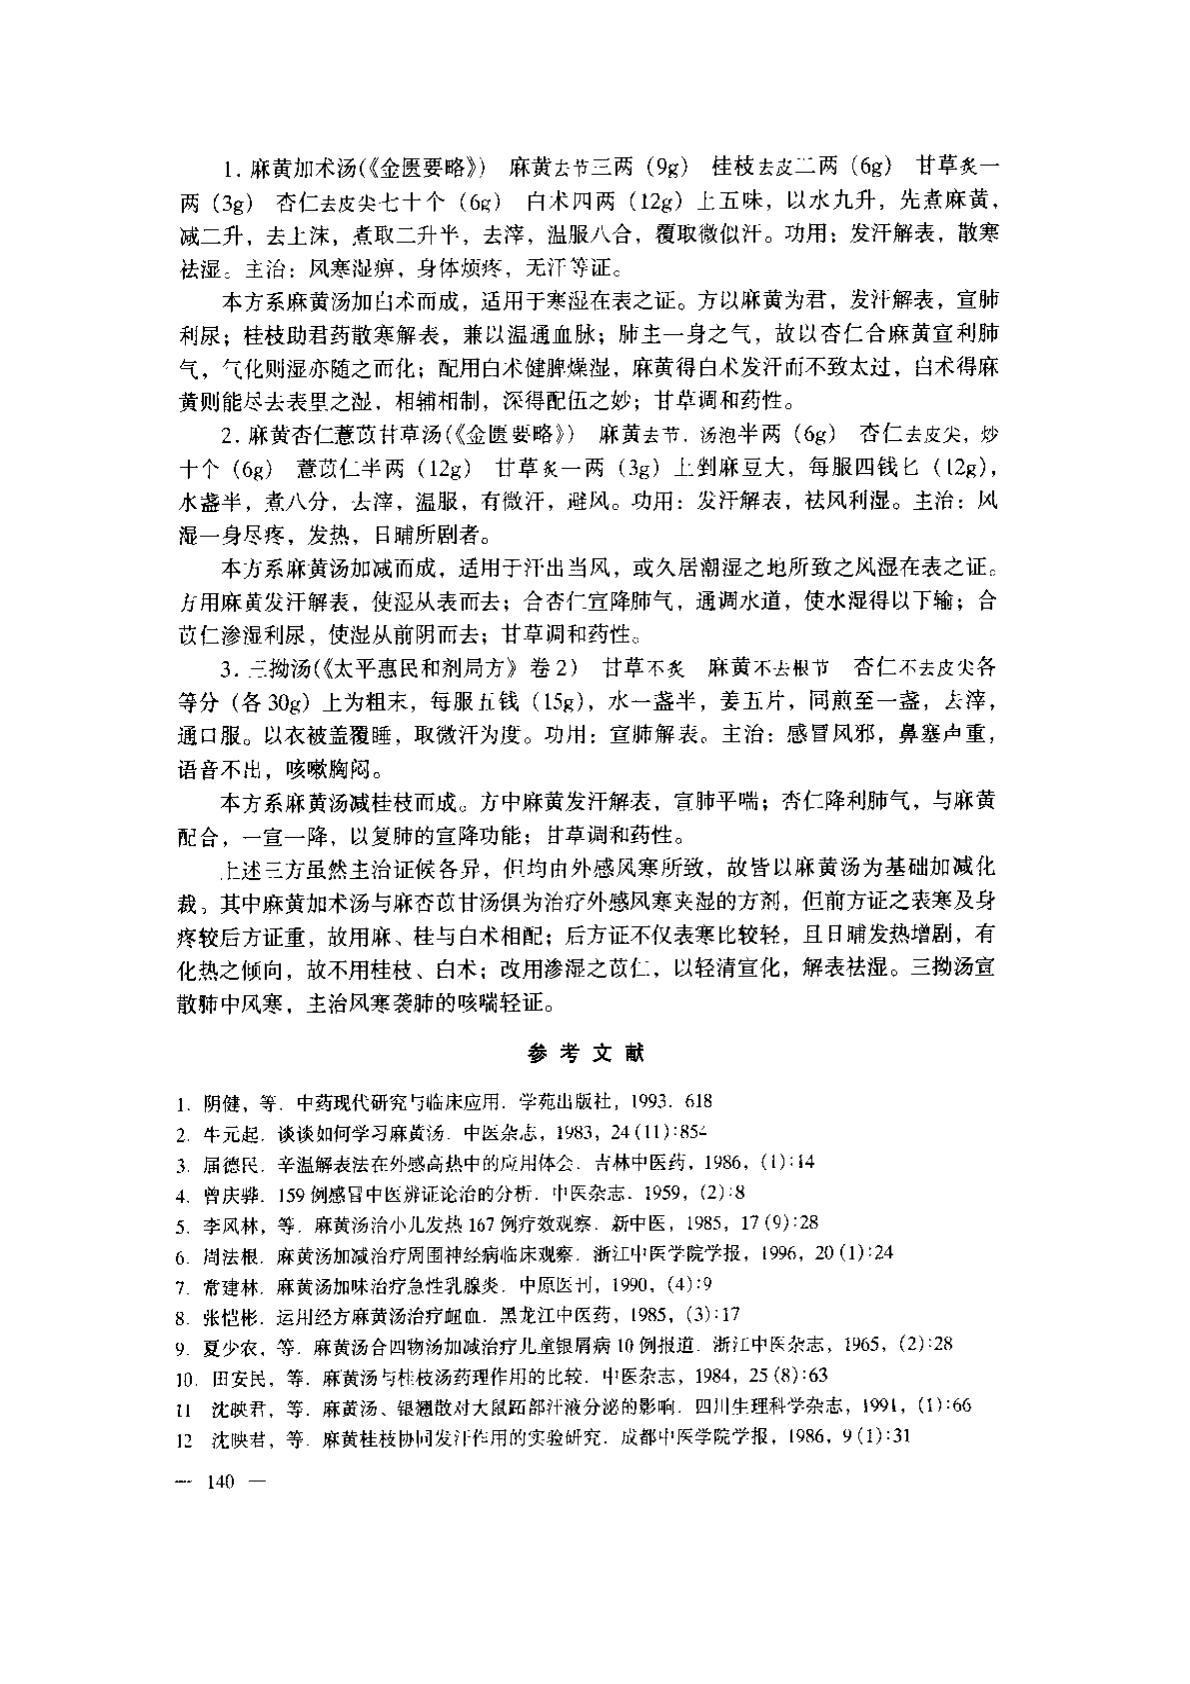 1. 麻黄加术汤(《金匮要略》) 麻黄去节三两（9g） 桂枝去皮二两（6g） 甘草炙一
两（3g） 杏仁去皮尖七十个（6g） 白术四两（12g）上五味，以水九升，先煮麻黄，
减二升，去上沫，煮取二升半，去滓，温服八合，覆取微似汗。功用：发汗解表，散寒
祛湿。主治：风寒湿痹，身体烦疼，无汗等证。
本方系麻黄汤加白术而成，适用于寒湿在表之证。方以麻黄为君，发汗解表，宣肺
利尿；桂枝助君药散寒解表，兼以温通血脉；肺主一身之气，故以杏仁合麻黄宣利肺
气，气化则湿亦随之而化；配用白术健脾燥湿，麻黄得白术发汗而不致太过，白术得麻
黄则能尽去表里之湿，相辅相制，深得配伍之妙；甘草调和药性。
2. 麻黄杏仁薏苡甘草汤(《金匮要略》) 麻黄去节，汤泡半两（6g） 杏仁去皮尖，炒
十个（6g） 薏苡仁半两（12g） 甘草炙一两（3g）上剉麻豆大，每服四钱匕（12g），
水盏半，煮八分，去滓，温服，有微汗，避风。功用：发汗解表，祛风利湿。主治：风
湿一身尽疼，发热，日晡所剧者。
本方系麻黄汤加减而成，适用于汗出当风，或久居潮湿之地所致之风湿在表之证。
方用麻黄发汗解表，使湿从表而去；合杏仁宣降肺气，通调水道，使水湿得以下输；合
苡仁渗湿利尿，使湿从前阴而去；甘草调和药性。
3. 三拗汤(《太平惠民和剂局方》卷2) 甘草不炙 麻黄不去根节 杏仁不去皮尖各
等分（各30g）上为粗末，每服五钱（15g），水一盏半，姜五片，同煎至一盏，去滓，
通口服。以衣被盖覆睡，取微汗为度。功用：宣肺解表。主治：感冒风邪，鼻塞声重，
语音不出，咳嗽胸闷。
本方系麻黄汤减桂枝而成。方中麻黄发汗解表，宣肺平喘；杏仁降利肺气，与麻黄
配合，一宣一降，以复肺的宣降功能；甘草调和药性。
上述三方虽然主治证候各异，但均由外感风寒所致，故皆以麻黄汤为基础加减化
裁。其中麻黄加术汤与麻杏苡甘汤俱为治疗外感风寒夹湿的方剂，但前方证之表寒及身
疼较后方证重，故用麻、桂与白术相配；后方证不仅表寒比较轻，且日晡发热增剧，有
化热之倾向，故不用桂枝、白术；改用渗湿之苡仁，以轻清宣化，解表祛湿。三拗汤宣
散肺中风寒，主治风寒袭肺的咳喘轻证。
参 考 文 献
1. 阴健，等. 中药现代研究与临床应用. 学苑出版社，1993. 618
2. 牛元起. 谈谈如何学习麻黄汤. 中医杂志，1983，24 (11):854
3. 屈德民. 辛温解表法在外感高热中的应用体会. 吉林中医药，1986，(1):14
4. 曾庆骅. 159 例感冒中医辨证论治的分析. 中医杂志. 1959，(2):8
5. 李风林，等. 麻黄汤治小儿发热 167 例疗效观察. 新中医，1985，17 (9):28
6. 周法根. 麻黄汤加减治疗周围神经病临床观察. 浙江中医学院学报，1996，20 (1):24
7. 常建林. 麻黄汤加味治疗急性乳腺炎. 中原医刊，1990，(4):9
8. 张恺彬. 运用经方麻黄汤治疗衄血. 黑龙江中医药，1985，(3):17
9. 夏少农，等. 麻黄汤合四物汤加减治疗儿童银屑病 10 例报道. 浙江中医杂志，1965，(2):28
10. 田安民，等. 麻黄汤与桂枝汤药理作用的比较. 中医杂志，1984，25 (8):63
11 沈映君，等. 麻黄汤、银翘散对大鼠跖部汗液分泌的影响. 四川生理科学杂志，1991，(1):66
12 沈映君，等. 麻黄桂枝协同发汗作用的实验研究. 成都中医学院学报，1986，9 (1):31
— 140 —